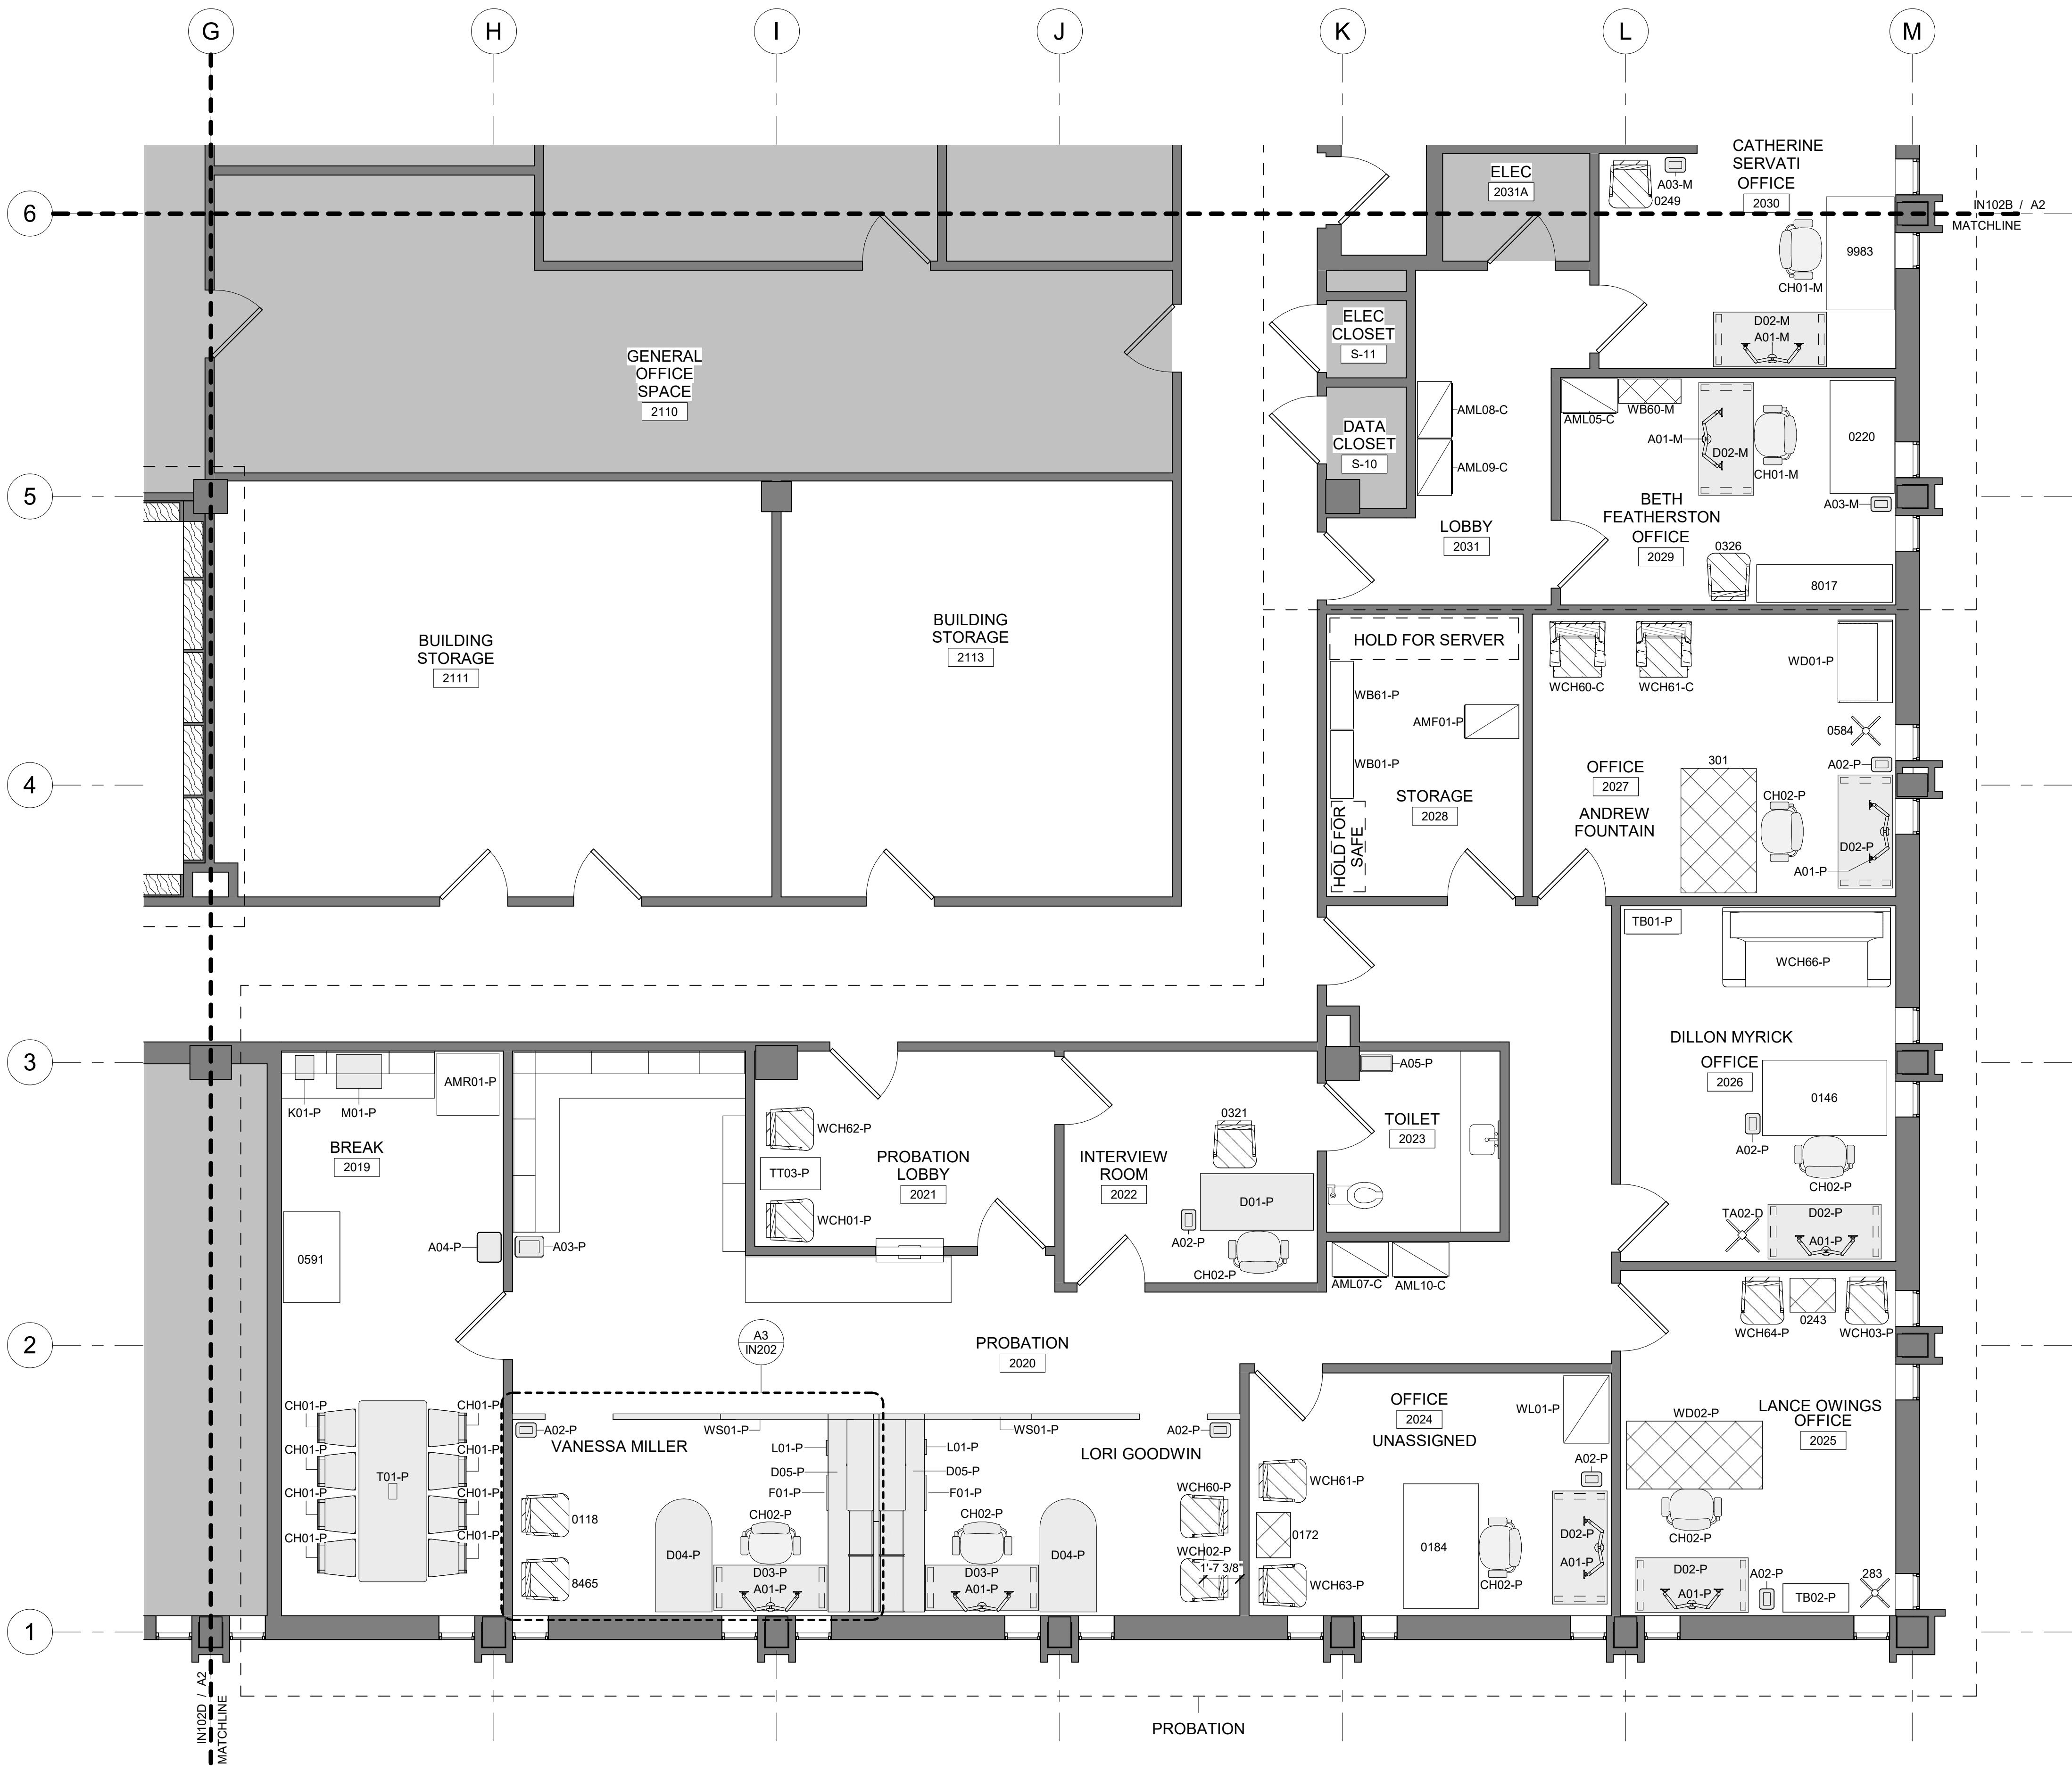 G
H
I
J
K
L
M
6
5
4
3
2
1
CATHERINE
SERVATI
OFFICE
2030
A03-M
0249
ELEC
2031A
IN102B / A2
MATCHLINE
9983
CH01-M
D02-M
A01-M
ELEC
CLOSET
S-11
GENERAL
OFFICE
SPACE
2110
DATA
CLOSET
S-10
AML08-C
AML09-C
LOBBY
2031
AML05-C
WB60-M
A01-M
D02-M
CH01-M
0220
A03-M
BETH
FEATHERSTON
OFFICE
2029
0326
8017
BUILDING
STORAGE
2111
BUILDING
STORAGE
2113
HOLD FOR SERVER
WB61-P
AMF01-P
WB01-P
STORAGE
2028
HOLD FOR
SAFE
WCH60-C
WCH61-C
WD01-P
0584
A02-P
301
OFFICE
2027
ANDREW
FOUNTAIN
CH02-P
D02-P
A01-P
TB01-P
WCH66-P
DILLON MYRICK
OFFICE
2026
0146
A02-P
CH02-P
TA02-D
D02-P
A01-P
K01-P
M01-P
AMR01-P
BREAK
2019
0591
A04-P
A03-P
WCH62-P
TT03-P
WCH01-P
PROBATION
LOBBY
2021
INTERVIEW
ROOM
2022
0321
D01-P
A02-P
CH02-P
A05-P
TOILET
2023
AML07-C
AML10-C
A3
IN202
PROBATION
2020
WCH64-P
0243
WCH03-P
LANCE OWINGS
OFFICE
2025
WD02-P
CH02-P
D02-P
A01-P
A02-P
TB02-P
283
CH01-P
CH01-P
CH01-P
CH01-P
CH01-P
CH01-P
CH01-P
CH01-P
T01-P
A02-P
VANESSA MILLER
WS01-P
L01-P
D05-P
F01-P
0118
8465
D04-P
CH02-P
D03-P
A01-P
WS01-P
L01-P
D05-P
F01-P
LORI GOODWIN
A02-P
CH02-P
D03-P
A01-P
D04-P
WCH60-P
WCH02-P
1'-7 3/8"
OFFICE
2024
UNASSIGNED
WL01-P
WCH61-P
0172
WCH63-P
0184
CH02-P
A02-P
D02-P
A01-P
IN102D / A2
MATCHLINE
PROBATION